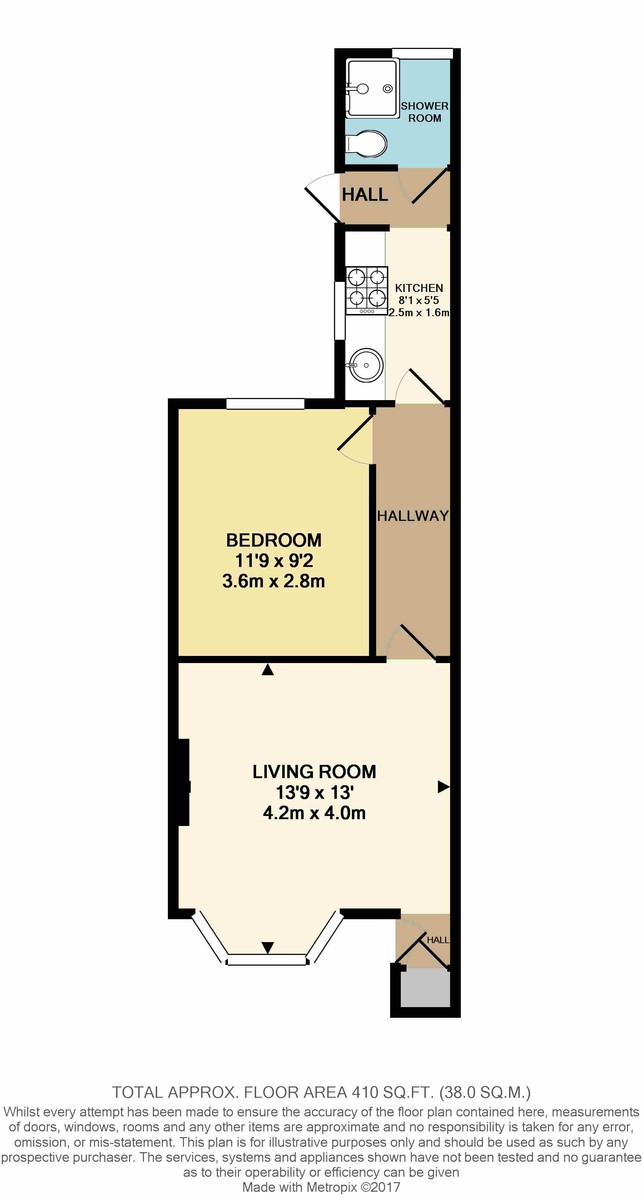 SHOWER
ROOM
HALL
KITCHEN
8'1 x 5'5
2.5m x 1.6m
HALLWAY
BEDROOM
11'9 x 9'2
3.6m x 2.8m
LIVING ROOM
13'9 x 13'
4.2m x 4.0m
HALL
TOTAL APPROX. FLOOR AREA 410 SQ.FT. (38.0 SQ.M.)
Whilst every attempt has been made to ensure the accuracy of the floor plan contained here, measurements
of doors, windows, rooms and any other items are approximate and no responsibility is taken for any error,
omission, or mis-statement. This plan is for illustrative purposes only and should be used as such by any
prospective purchaser. The services, systems and appliances shown have not been tested and no guarantee
as to their operability or efficiency can be given
Made with Metropix ©2017